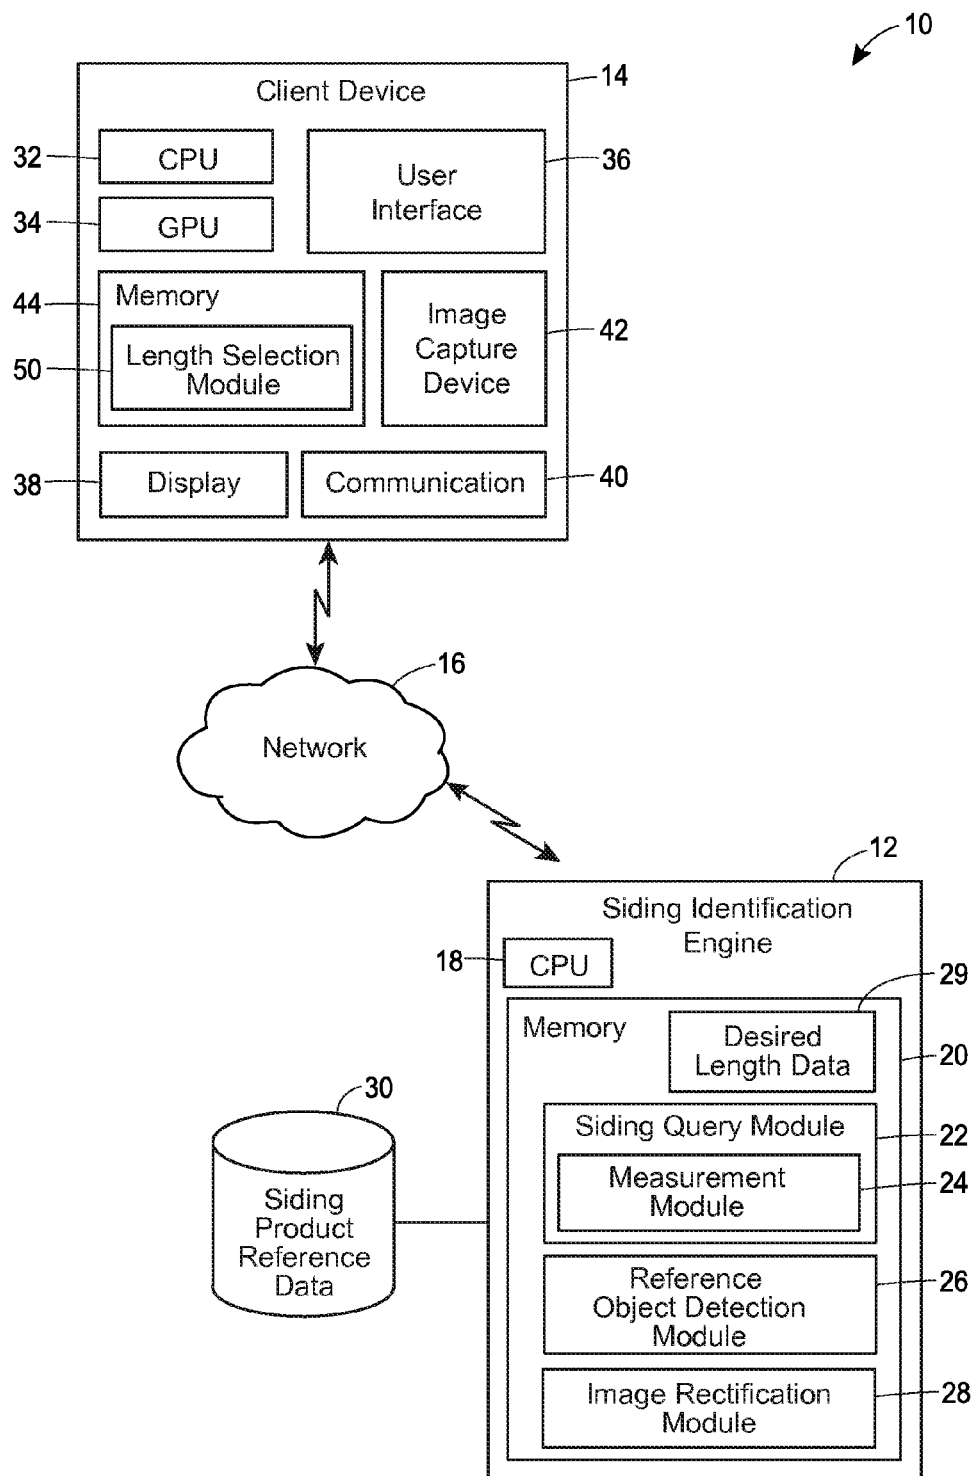 10
Client Device
14
32
CPU
User
Interface
36
34
GPU
44
Memory
50
Length Selection
Module
Image
Capture
Device
42
38
Display
Communication
40
16
Network
12
Siding Identification
Engine
18
CPU
29
Memory
Desired
Length Data
20
Siding Query Module
22
Measurement
Module
24
30
Siding
Product
Reference
Data
Reference
Object Detection
Module
26
Image Rectification
Module
28